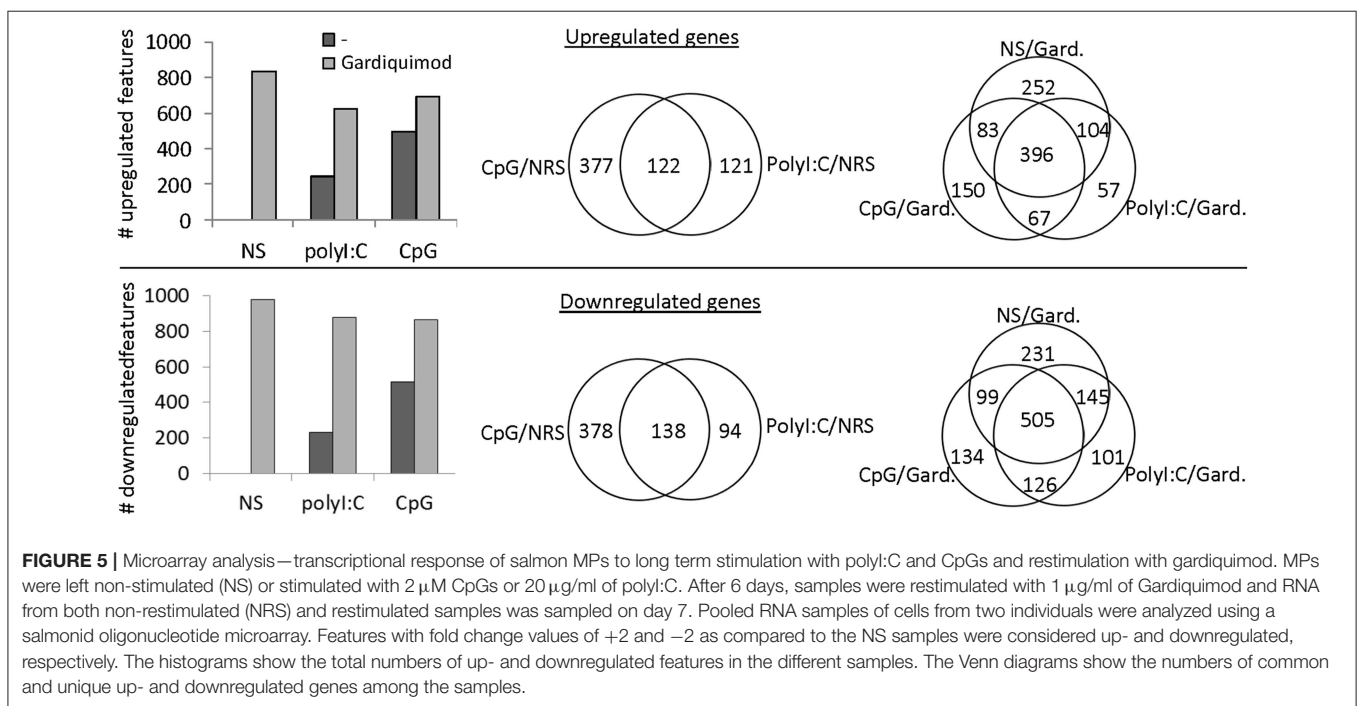 1000
800
600
400
200
0
# upregulated features
-
Gardiquimod
NS
polyI:C
CpG
Upregulated genes
CpG/NRS
377
122
121
PolyI:C/NRS
NS/Gard.
252
83
104
396
150
67
57
CpG/Gard.
PolyI:C/Gard.
1000
800
600
400
200
0
# downregulatedfeatures
NS
polyI:C
CpG
Downregulated genes
CpG/NRS
378
138
94
PolyI:C/NRS
NS/Gard.
231
99
145
505
134
126
101
CpG/Gard.
PolyI:C/Gard.
FIGURE 5 | Microarray analysis—transcriptional response of salmon MPs to long term stimulation with polyI:C and CpGs and restimulation with gardiquimod. MPs
were left non-stimulated (NS) or stimulated with 2 μM CpGs or 20 μg/ml of polyI:C. After 6 days, samples were restimulated with 1 μg/ml of Gardiquimod and RNA
from both non-restimulated (NRS) and restimulated samples was sampled on day 7. Pooled RNA samples of cells from two individuals were analyzed using a
salmonid oligonucleotide microarray. Features with fold change values of +2 and −2 as compared to the NS samples were considered up- and downregulated,
respectively. The histograms show the total numbers of up- and downregulated features in the different samples. The Venn diagrams show the numbers of common
and unique up- and downregulated genes among the samples.